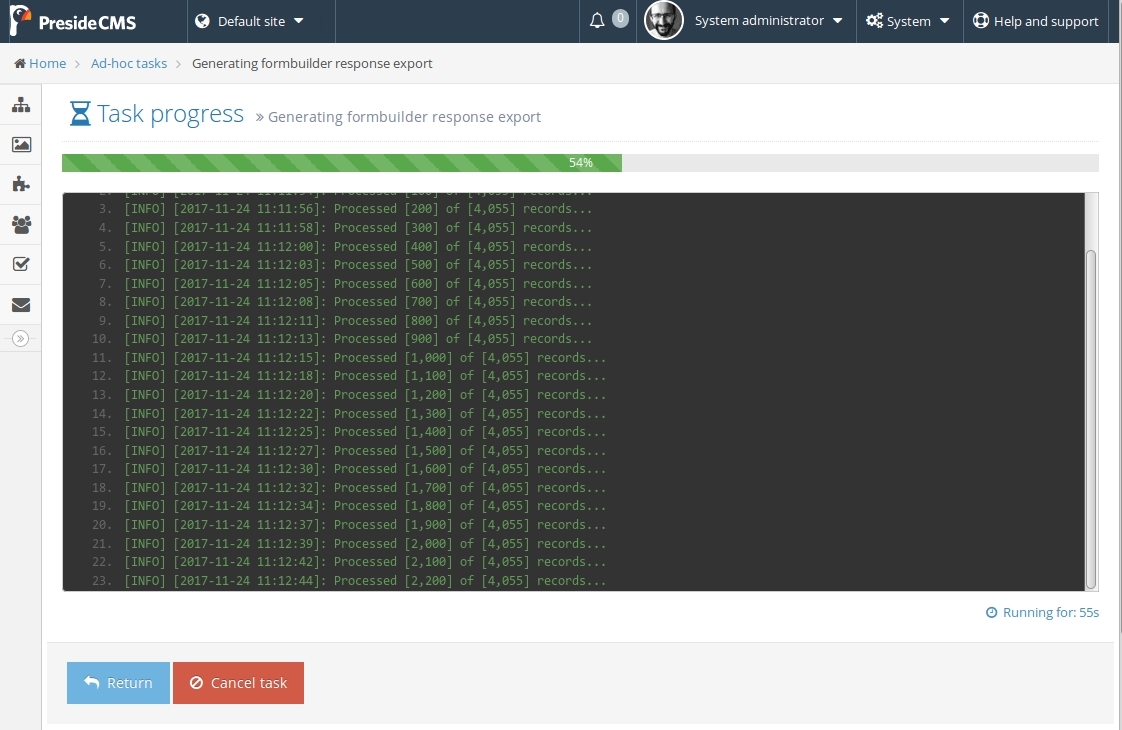 PresideCMS Default site 0 System administrator System Help and support
Home Ad-hoc tasks Generating formbuilder response export
Task progress » Generating formbuilder response export
54%
2. [INFO] [2017-11-24 11:11:54]: Processed [100] of [4,055] records...
3. [INFO] [2017-11-24 11:11:56]: Processed [200] of [4,055] records...
4. [INFO] [2017-11-24 11:11:58]: Processed [300] of [4,055] records...
5. [INFO] [2017-11-24 11:12:00]: Processed [400] of [4,055] records...
6. [INFO] [2017-11-24 11:12:03]: Processed [500] of [4,055] records...
7. [INFO] [2017-11-24 11:12:05]: Processed [600] of [4,055] records...
8. [INFO] [2017-11-24 11:12:08]: Processed [700] of [4,055] records...
9. [INFO] [2017-11-24 11:12:11]: Processed [800] of [4,055] records...
10. [INFO] [2017-11-24 11:12:13]: Processed [900] of [4,055] records...
11. [INFO] [2017-11-24 11:12:15]: Processed [1,000] of [4,055] records...
12. [INFO] [2017-11-24 11:12:18]: Processed [1,100] of [4,055] records...
13. [INFO] [2017-11-24 11:12:20]: Processed [1,200] of [4,055] records...
14. [INFO] [2017-11-24 11:12:22]: Processed [1,300] of [4,055] records...
15. [INFO] [2017-11-24 11:12:25]: Processed [1,400] of [4,055] records...
16. [INFO] [2017-11-24 11:12:27]: Processed [1,500] of [4,055] records...
17. [INFO] [2017-11-24 11:12:30]: Processed [1,600] of [4,055] records...
18. [INFO] [2017-11-24 11:12:32]: Processed [1,700] of [4,055] records...
19. [INFO] [2017-11-24 11:12:34]: Processed [1,800] of [4,055] records...
20. [INFO] [2017-11-24 11:12:37]: Processed [1,900] of [4,055] records...
21. [INFO] [2017-11-24 11:12:39]: Processed [2,000] of [4,055] records...
22. [INFO] [2017-11-24 11:12:42]: Processed [2,100] of [4,055] records...
23. [INFO] [2017-11-24 11:12:44]: Processed [2,200] of [4,055] records...
Running for: 55s
Return Cancel task